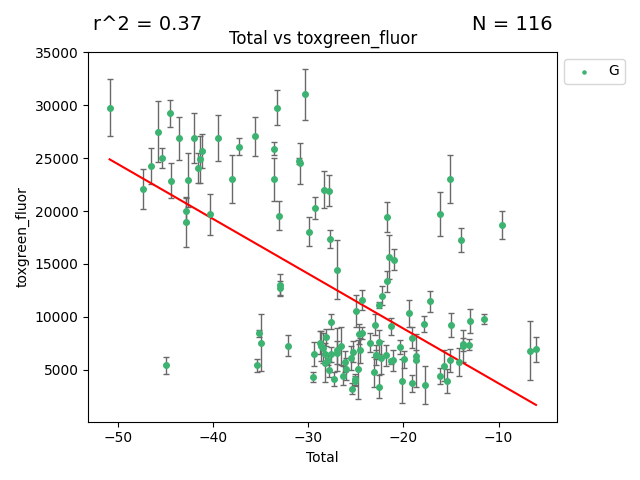 r^2 = 0.37
N = 116
Total vs toxgreen_fluor
G
35000
30000
25000
20000
15000
10000
5000
toxgreen_fluor
−50
−40
−30
−20
−10
Total